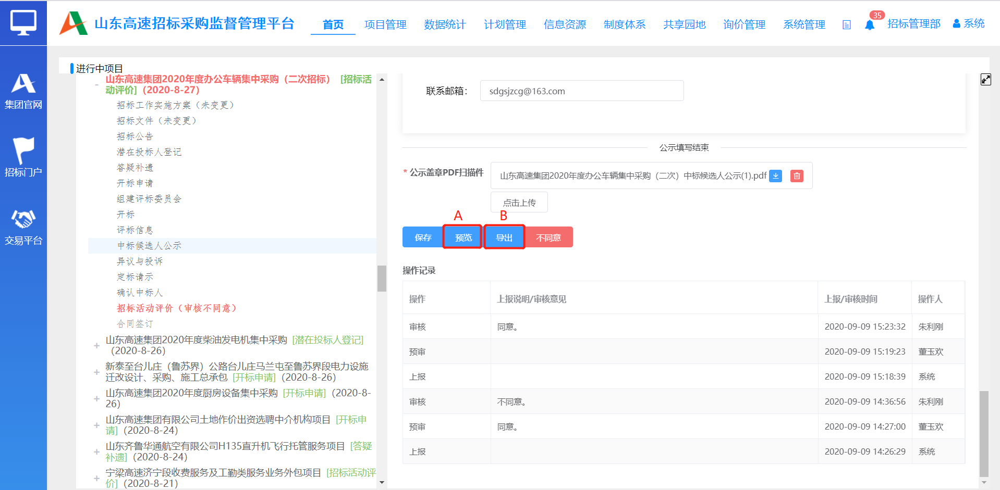 山东高速招标采购监督管理平台
首页 项目管理 数据统计 计划管理 信息资源 制度体系 共享园地 询价管理 系统管理 35 招标管理部 系统
集团官网
招标门户
交易平台
进行中项目
- 山东高速集团2020年度办公车辆集中采购（二次招标） [招标活
动评价]（2020-8-27）
招标工作实施方案（未变更）
招标文件（未变更）
招标公告
潜在投标人登记
答疑补遗
开标申请
组建评标委员会
开标
评标信息
中标候选人公示
异议与投诉
定标请示
确认中标人
招标活动评价（审核不同意）
合同签订
+ 山东高速集团2020年度柴油发电机集中采购 [潜在投标人登记]
（2020-8-26）
+ 新泰至台儿庄（鲁苏界）公路台儿庄马兰屯至鲁苏界段电力设施
迁改设计、采购、施工总承包 [开标申请]（2020-8-26）
+ 山东高速集团2020年度厨房设备集中采购 [开标申请]（2020-8-
26）
+ 山东高速集团有限公司土地作价出资选聘中介机构项目 [开标申
请]（2020-8-24）
+ 山东齐鲁华通航空有限公司H135直升机飞行托管服务项目 [答疑
补遗]（2020-8-24）
+ 宁梁高速济宁段收费服务及工勤类服务业务外包项目 [招标活动评
价]（2020-8-21）
联系邮箱： sdgsjzcg@163.com
公示填写结束
* 公示盖章PDF扫描件 山东高速集团2020年度办公车辆集中采购（二次）中标候选人公示(1).pdf
点击上传
A B
保存 预览 导出 不同意
操作记录
操作 上报说明/审核意见 上报/审核时间 操作人
审核 同意。 2020-09-09 15:23:32 朱利刚
预审 2020-09-09 15:19:23 董玉欢
上报 2020-09-09 15:18:39 系统
审核 不同意。 2020-09-09 14:36:56 朱利刚
预审 同意。 2020-09-09 14:27:00 董玉欢
上报 2020-09-09 14:26:29 系统